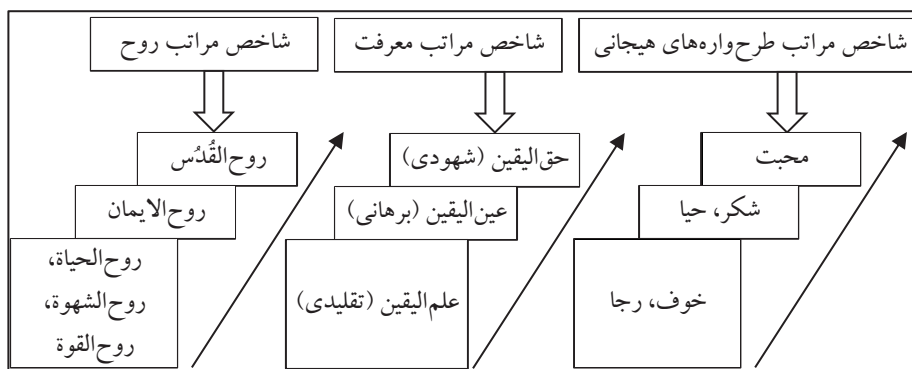 شاخص مراتب طرح‌واره‌های هیجانی
محبت
شکر، حیا
خوف، رجا
شاخص مراتب معرفت
حق‌الیقین (شهودی)
عین‌الیقین (برهانی)
علم‌الیقین (تقلیدی)
شاخص مراتب روح
روح‌القُدُس
روح‌الایمان
روح‌الحیاة،
روح‌الشهوة،
روح‌القوة